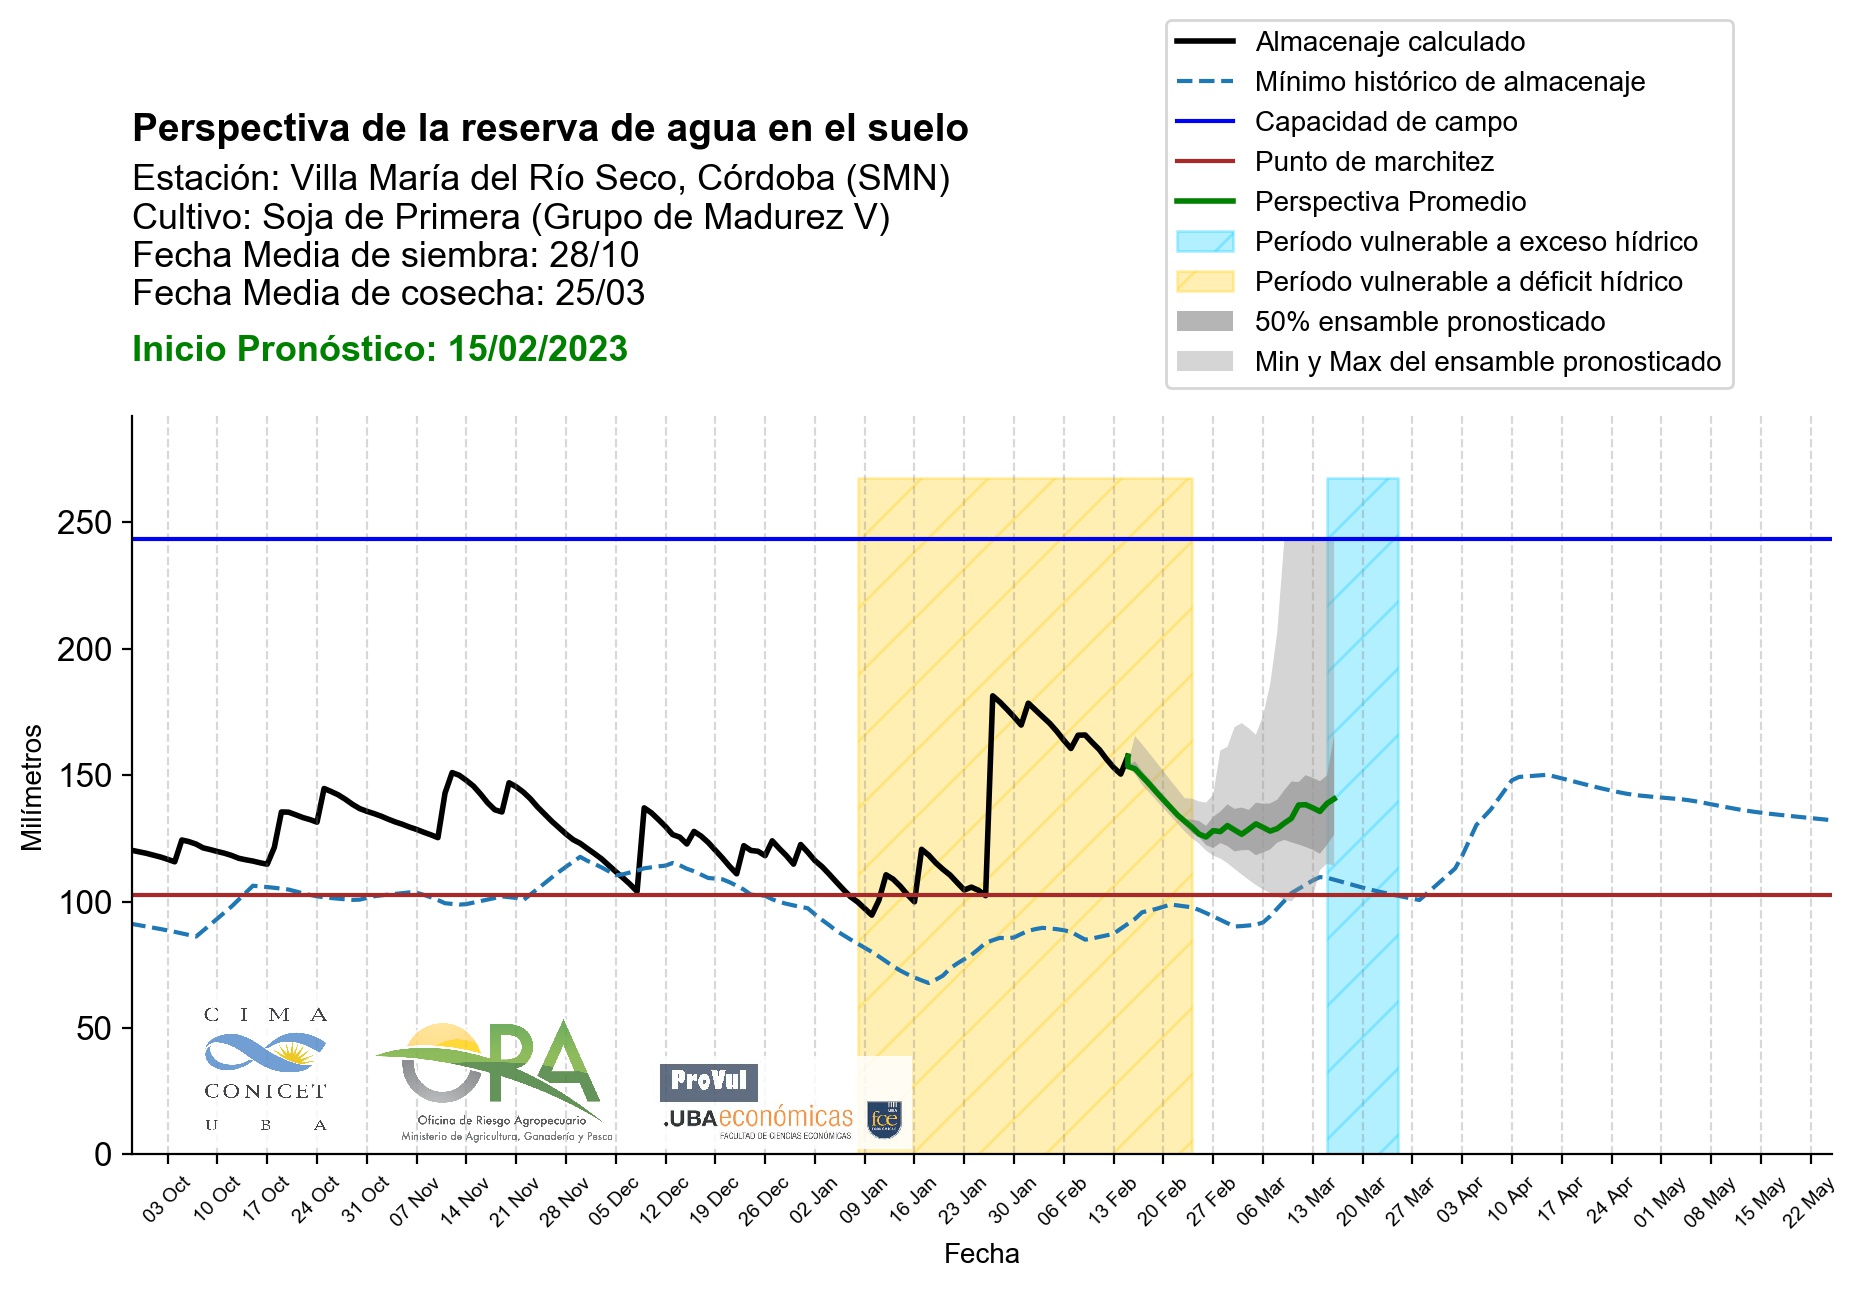 Almacenaje calculado
Mínimo histórico de almacenaje
Capacidad de campo
Punto de marchitez
Perspectiva Promedio
Período vulnerable a exceso hídrico
Período vulnerable a déficit hídrico
50% ensamble pronosticado
Min y Max del ensamble pronosticado
Perspectiva de la reserva de agua en el suelo
Estación: Villa María del Río Seco, Córdoba (SMN)
Cultivo: Soja de Primera (Grupo de Madurez V)
Fecha Media de siembra: 28/10
Fecha Media de cosecha: 25/03
Inicio Pronóstico: 15/02/2023
Milímetros
250
200
150
100
50
0
CIMA
CONICET
UBA
ORA
Oficina de Riesgo Agropecuario
Ministerio de Agricultura, Ganadería y Pesca
ProVul
.UBAeconómicas
FACULTAD DE CIENCIAS ECONÓMICAS
fce
03 Oct
10 Oct
17 Oct
24 Oct
31 Oct
07 Nov
14 Nov
21 Nov
28 Nov
05 Dec
12 Dec
19 Dec
26 Dec
02 Jan
09 Jan
16 Jan
23 Jan
30 Jan
06 Feb
13 Feb
20 Feb
27 Feb
06 Mar
13 Mar
20 Mar
27 Mar
03 Apr
10 Apr
17 Apr
24 Apr
01 May
08 May
15 May
22 May
Fecha